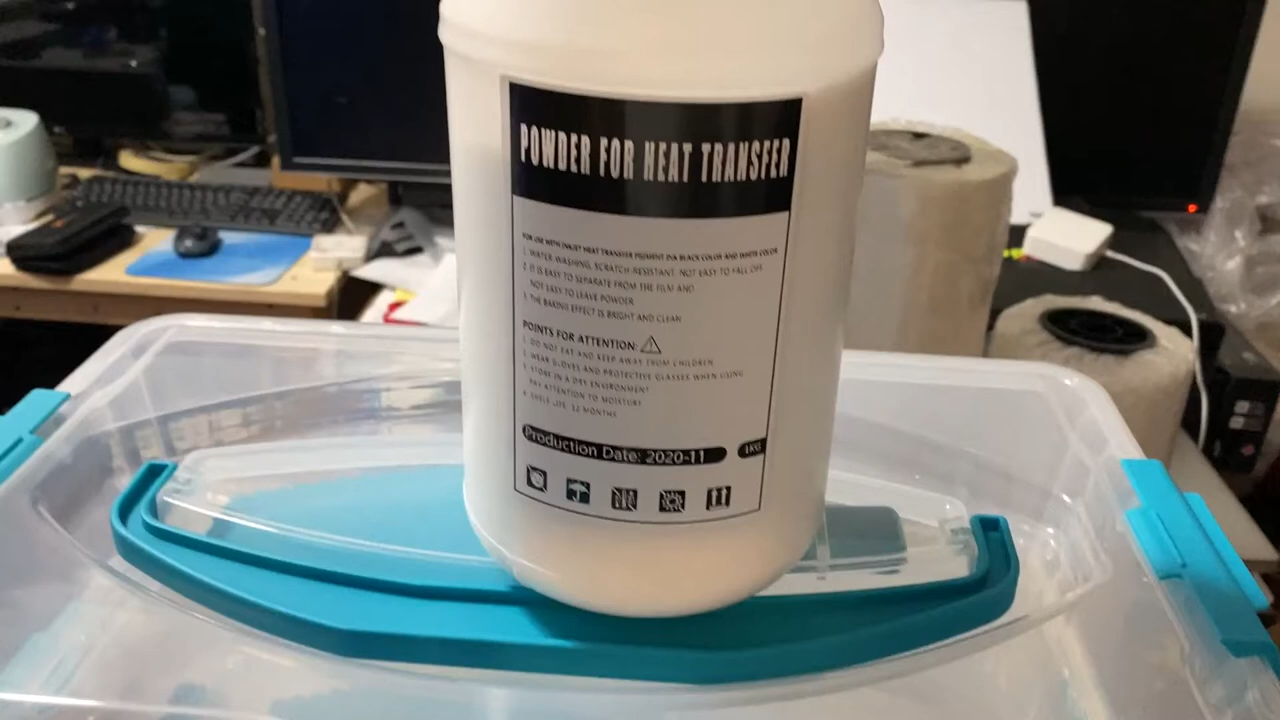 POWDER FOR HEAT TRANSFER
FOR USE WITH INKJET HEAT TRANSFER PIGMENT DIA BLACK COLOR AND WHITE COLOR
1. WATER-WASHING, SCRATCH-RESISTANT. NOT EASY TO FALL OFF
2. IT IS EASY TO SEPARATE FROM THE FILM AND
NOT EASY TO LEAVE POWDER
3. THE BAKING EFFECT IS BRIGHT AND CLEAN
POINTS FOR ATTENTION:
1. DO NOT EAT AND KEEP AWAY FROM CHILDREN
2. WEAR GLOVES AND PROTECTIVE GLASSES WHEN USING
3. STORE IN A DRY ENVIRONMENT
PAY ATTENTION TO MOISTURE
4. SHELF LIFE: 12 MONTHS
Production Date: 2020-11 1KG